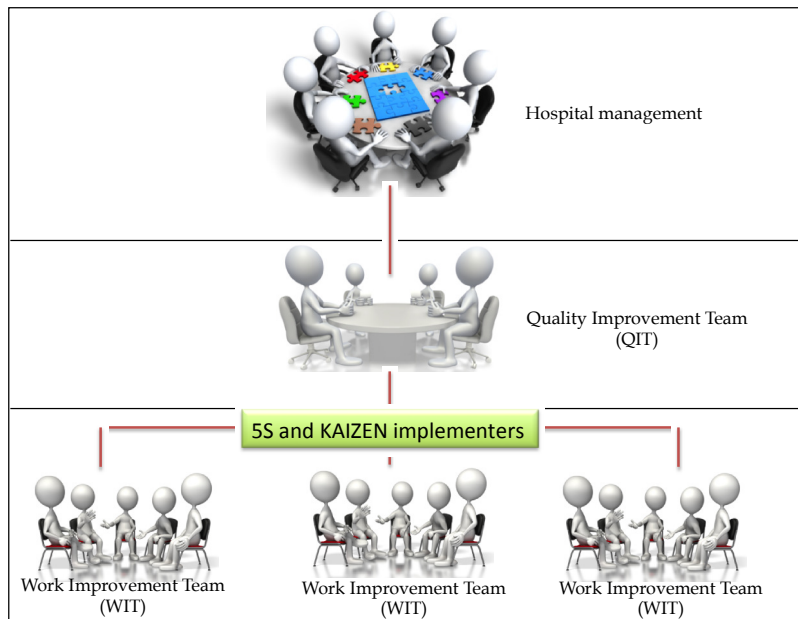 Hospital management
Quality Improvement Team
(QIT)
5S and KAIZEN implementers
Work Improvement Team
(WIT)
Work Improvement Team
(WIT)
Work Improvement Team
(WIT)